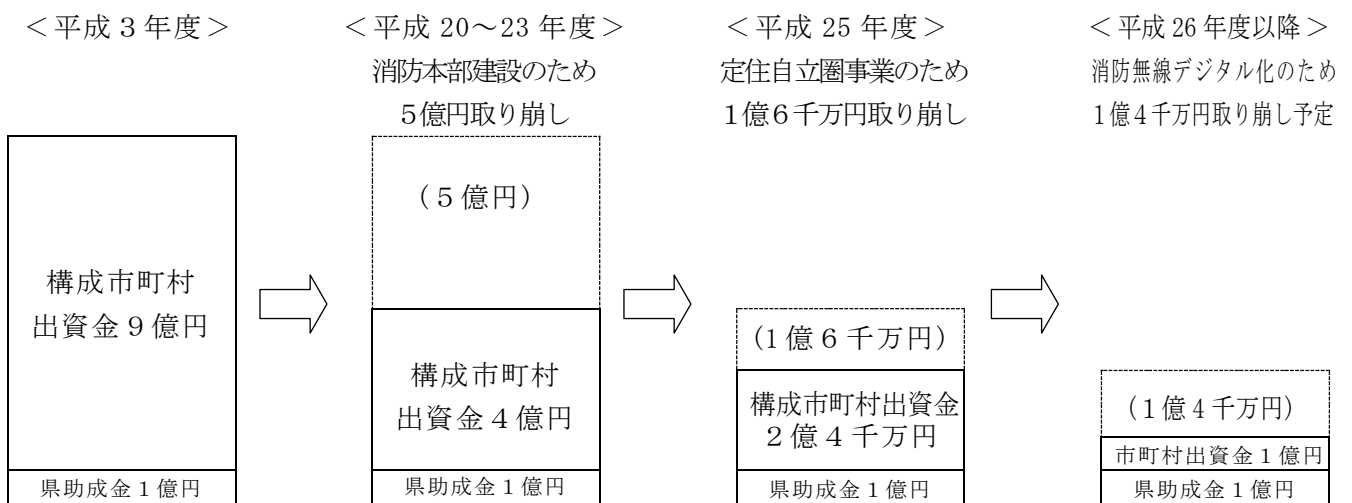 ＜平成３年度＞
＜平成 20～23 年度＞
消防本部建設のため
５億円取り崩し
＜平成 25 年度＞
定住自立圏事業のため
１億６千万円取り崩し
＜平成 26 年度以降＞
消防無線デジタル化のため
１億４千万円取り崩し予定
構成市町村
出資金９億円
県助成金１億円
（５億円）
構成市町村
出資金４億円
県助成金１億円
（１億６千万円）
構成市町村出資金
２億４千万円
県助成金１億円
（１億４千万円）
市町村出資金１億円
県助成金１億円